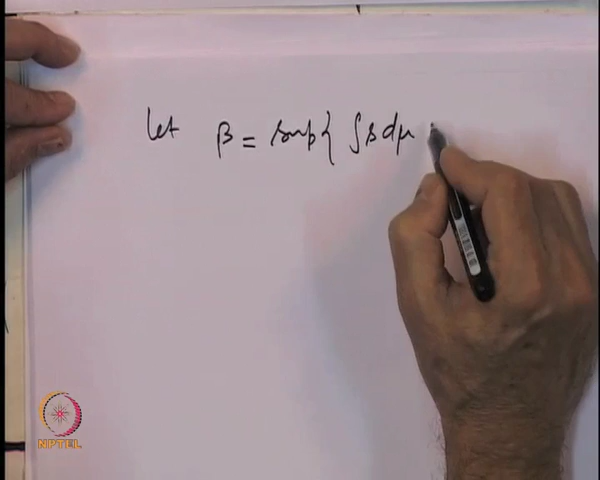 let β = sup{ ∫s dμ
NPTEL